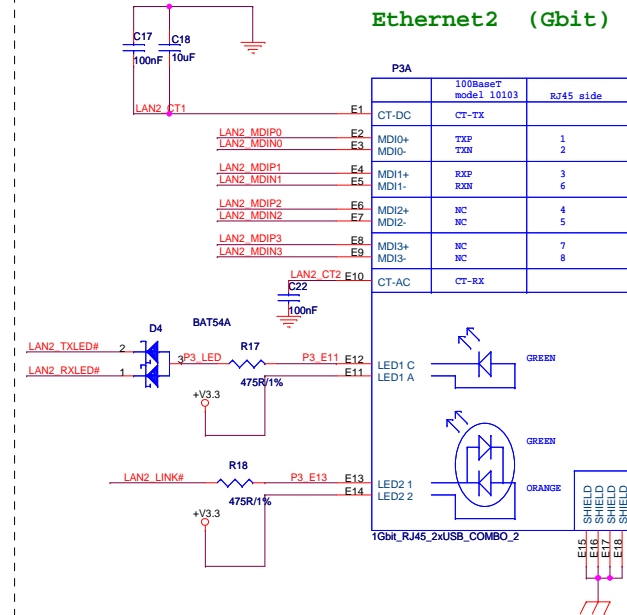 Ethernet2 (Gbit)
C17
C18
100nF
10uF
P3A
100BaseT
model 10103
RJ45 side
LAN2_CT1
E1
CT-DC
CT-TX
LAN2_MDIP0
E2
MDI0+
TXP
1
LAN2_MDIN0
E3
MDI0-
TXN
2
LAN2_MDIP1
E4
MDI1+
RXP
3
LAN2_MDIN1
E5
MDI1-
RXN
6
LAN2_MDIP2
E6
MDI2+
NC
4
LAN2_MDIN2
E7
MDI2-
NC
5
LAN2_MDIP3
E8
MDI3+
NC
7
LAN2_MDIN3
E9
MDI3-
NC
8
LAN2_CT2
E10
CT-AC
CT-RX
C22
100nF
D4
BAT54A
R17
LAN2_TXLED#
2
3
P3_LED
P3_E11
E12
LED1 C
GREEN
LAN2_RXLED#
1
475R/1%
E11
LED1 A
+V3.3
GREEN
R18
LAN2_LINK#
P3_E13
E13
LED2 1
ORANGE
475R/1%
E14
LED2 2
+V3.3
1Gbit_RJ45_2xUSB_COMBO_2
SHIELD
SHIELD
SHIELD
SHIELD
E15
E16
E17
E18